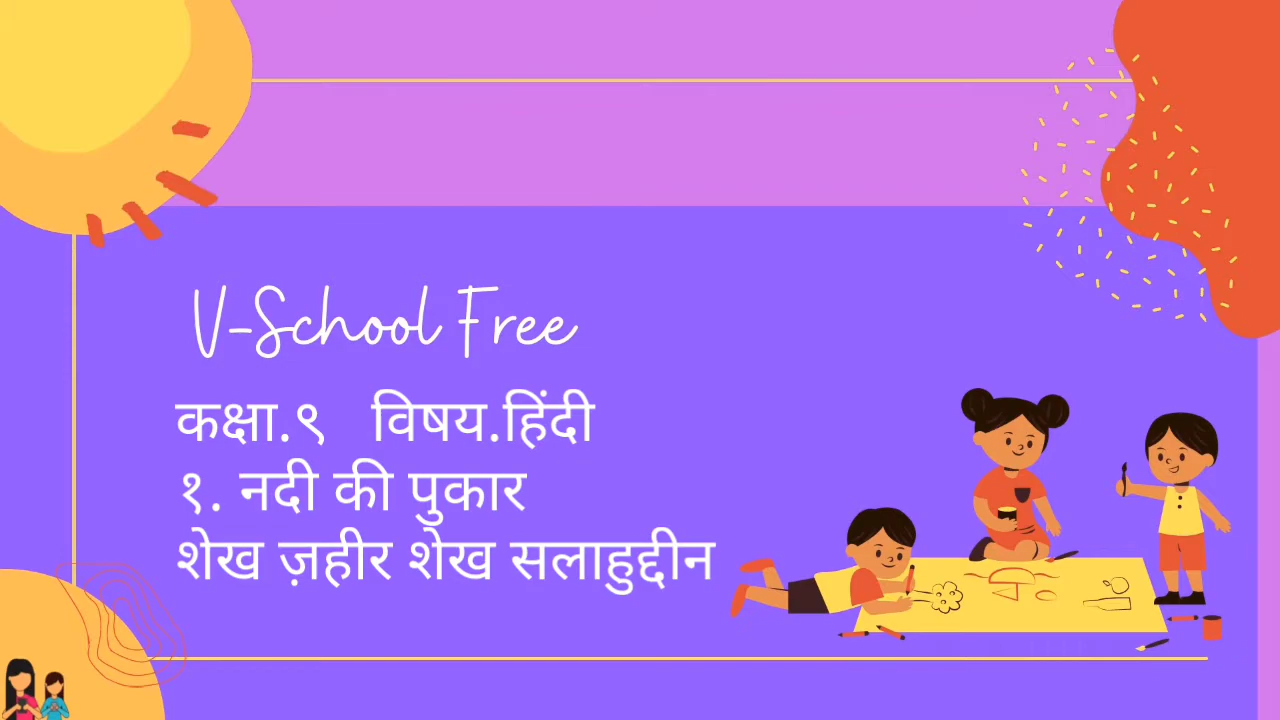 V-School Free
कक्षा.९ विषय.हिंदी
१. नदी की पुकार
शेख ज़हीर शेख सलाहुद्दीन